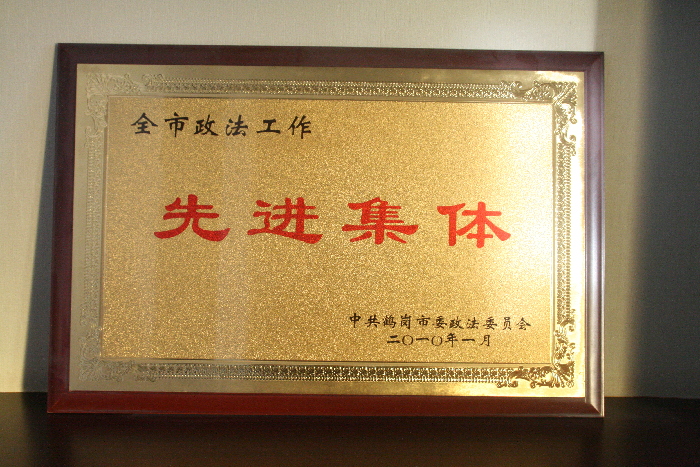 全市政法工作
先进集体
中共鹤岗市委政法委员会
二〇一〇年一月